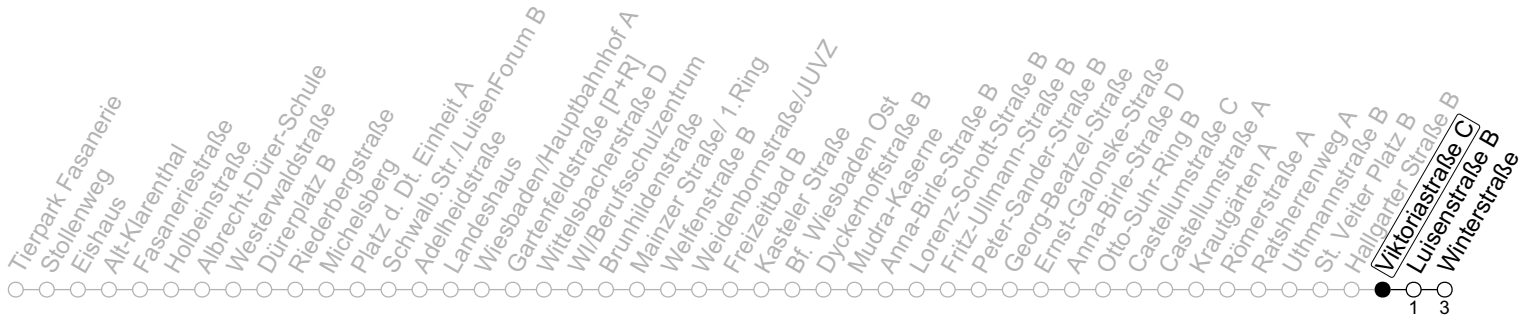 Tierpark Fasanerie
Stollenweg
Eishaus
Alt-Klarenthal
Fasaneriestraße
Holbeinstraße
Albrecht-Dürer-Schule
Westerwaldstraße
Dürerplatz B
Riederbergstraße
Michelsberg
Platz d. Dt. Einheit A
Schwalb.Str./LuisenForum B
Adelheidstraße
Landeshaus
Wiesbaden/Hauptbahnhof A
Gartenfeldstraße [P+R]
Wittelsbacherstraße D
WI/Berufsschulzentrum
Brunhildenstraße
Mainzer Straße/ 1.Ring
Welfenstraße B
Weidenbornstraße/JUVZ
Freizeitbad B
Kasteler Straße
Bf. Wiesbaden Ost
Dyckerhoffstraße B
Mudra-Kaserne
Anna-Birle-Straße B
Lorenz-Schott-Straße B
Fritz-Ullmann-Straße B
Peter-Sander-Straße B
Georg-Beatzel-Straße
Ernst-Galonske-Straße
Anna-Birle-Straße D
Otto-Suhr-Ring B
Castellumstraße C
Castellumstraße A
Krautgärten A
Römerstraße A
Ratsherrenweg A
Uthmannstraße B
St. Veiter Platz B
Hallgarter Straße B
Viktoriastraße C
Luisenstraße B
Winterstraße
1
3